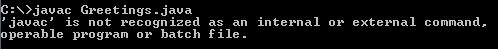 C:\>javac Greetings.java
'javac' is not recognized as an internal or external command,
operable program or batch file.